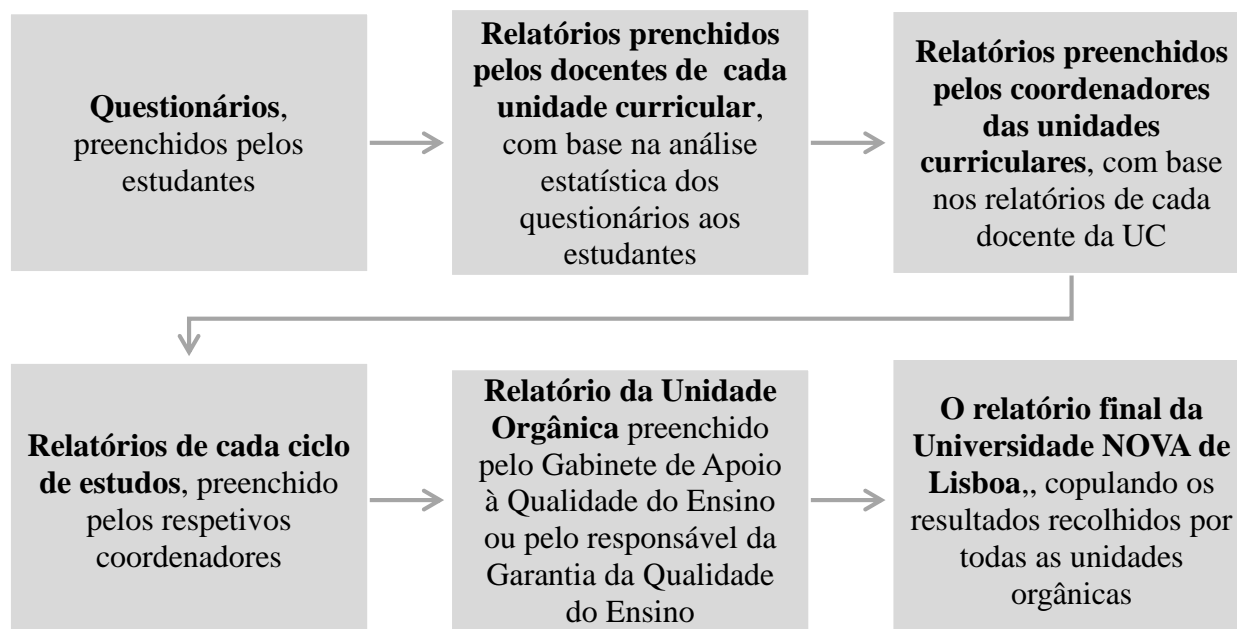 Questionários,
preenchidos pelos
estudantes
Relatórios prenchidos
pelos docentes de cada
unidade curricular,
com base na análise
estatística dos
questionários aos
estudantes
Relatórios preenchidos
pelos coordenadores
das unidades
curriculares, com base
nos relatórios de cada
docente da UC
Relatórios de cada ciclo
de estudos, preenchido
pelos respetivos
coordenadores
Relatório da Unidade
Orgânica preenchido
pelo Gabinete de Apoio
à Qualidade do Ensino
ou pelo responsável da
Garantia da Qualidade
do Ensino
O relatório final da
Universidade NOVA de
Lisboa,, copulando os
resultados recolhidos por
todas as unidades
orgânicas